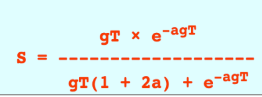 gT × e^-agT
S = --------------------
gT(1 + 2a) + e^-agT